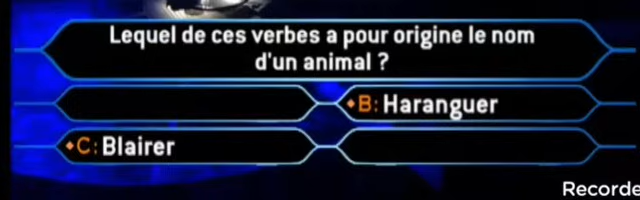 Lequel de ces verbes a pour origine le nom
d'un animal ?
B: Haranguer
C: Blairer
Recorde